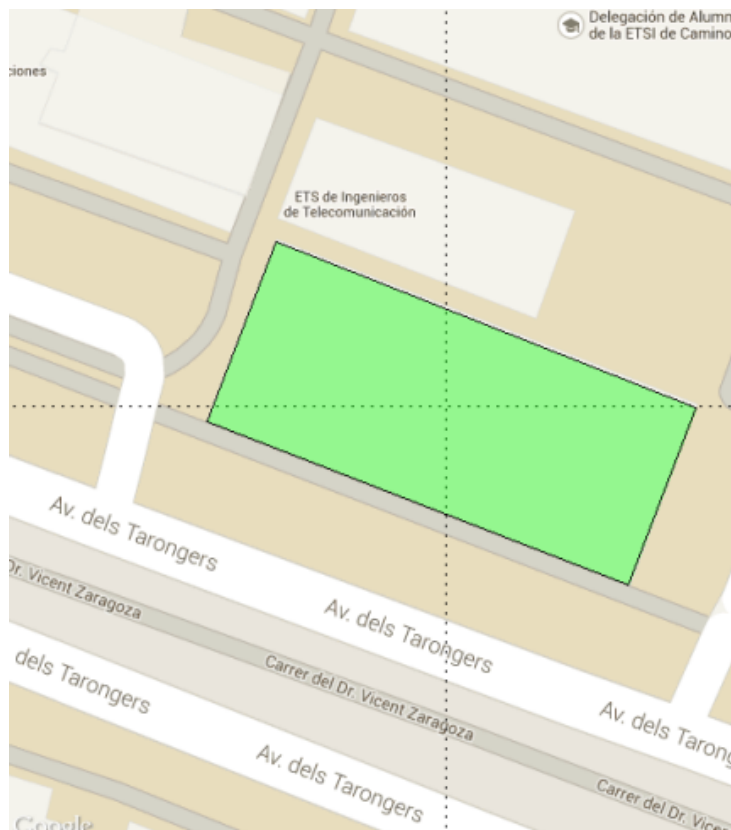 Delegación de Alumn
de la ETSI de Camino
ciones
ETS de Ingenieros
de Telecomunicación
Av. dels Tarongers
Dr. Vicent Zaragoza
Av. dels Tarongers
dels Tarongers
Carrer del Dr. Vicent Zaragoza
Av. dels Tarong
Av. dels Tarongers
Carrer del Dr. Vicer
Google